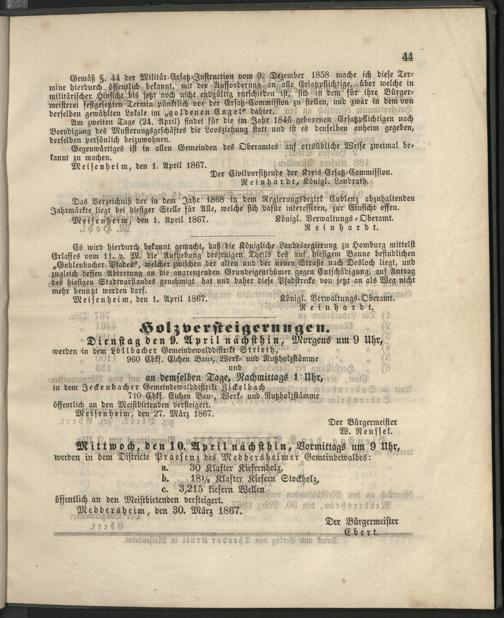 44
Gemäß §. 44 der Militär-Ersatz-Instruction vom 9. Dezember 1858 mache ich diese Ter-
mine hierdurch öffentlich bekannt, mit der Aufforderung an alle Ersatzpflichtige, über welche in
militärischer Hinsicht bis jetzt noch nicht endgültig entschieden ist, sich in dem für ihre Bürger-
meisterei festgesetzten Termin pünktlich vor der Ersatz-Commission zu stellen, und zwar in dem von
derselben gewählten Lokale im „goldenen Engel“ dahier.
Am zweiten Tage (24. April) findet für die im Jahr 1846 geborenen Ersatzpflichtigen nach
Beendigung des Musterungsgeschäftes die Loosziehung statt und ist es denselben anheim gegeben,
derselben persönlich beizuwohnen.
Gegenwärtiges ist in allen Gemeinden des Oberamtes auf ortsübliche Weise zweimal be-
kannt zu machen.
Meisenheim, den 1. April 1867.
Der Civilvorsitzende der Kreis-Ersatz-Commission.
Reinhardt, Königl. Landrath.
Das Verzeichniß der in dem Jahr 1868 in dem Regierungsbezirk Coblenz abzuhaltenden
Jahrmärkte liegt bei hiesiger Stelle für Alle, welche sich dafür interessiren, zur Einsicht offen.
Meisenheim, den 1. April 1867.
Königl. Verwaltungs-Oberamt.
Reinhardt.
Es wird hierdurch bekannt gemacht, daß die Königliche Landesregierung zu Homburg mittelst
Erlasses vom 11. v. M. die Aufhebung desjenigen Theils des auf hiesigem Banne befindlichen
„Gohlenbacher-Pfades“, welcher zwischen der alten und der neuen Straße nach Desloch liegt, und
zugleich dessen Abtretung an die angrenzenden Grundeigenthümer gegen Entschädigung, auf Antrag
des hiesigen Stadtvorstandes genehmigt hat und daher diese Pfadstrecke von jetzt an als Weg nicht
mehr benutzt werden darf.
Meisenheim, den 1. April 1867.
Königl. Verwaltungs-Oberamt.
Reinhardt.
Holzversteigerungen.
Dienstag den 9. April nächsthin, Morgens um 9 Uhr,
werden in dem Löllbacher Gemeindewalddistrikt Strieth,
960 Cbkf. Eichen Bau-, Werk- und Nutzholzstämme
und
an demselben Tage, Nachmittags 1 Uhr,
in dem Jeckenbacher Gemeindewalddistrikt Zickelbach
710 Cbkf. Eichen Bau-, Werk- und Nutzholzstämme
öffentlich an den Meistbietenden versteigert.
Meisenheim, den 27. März 1867.
Der Bürgermeister
W. Reussel.
Mittwoch, den 10. April nächsthin, Vormittags um 9 Uhr,
werden in dem Districte Praesenz des Meddersheimer Gemeindewaldes:
a. 30 Klafter Kiefernholz,
b. 18½ Klafter Kiefern Stockholz,
c. 3,215 kiefern Wellen
öffentlich an den Meistbietenden versteigert.
Meddersheim, den 30. März 1867.
Der Bürgermeister
Ebert.